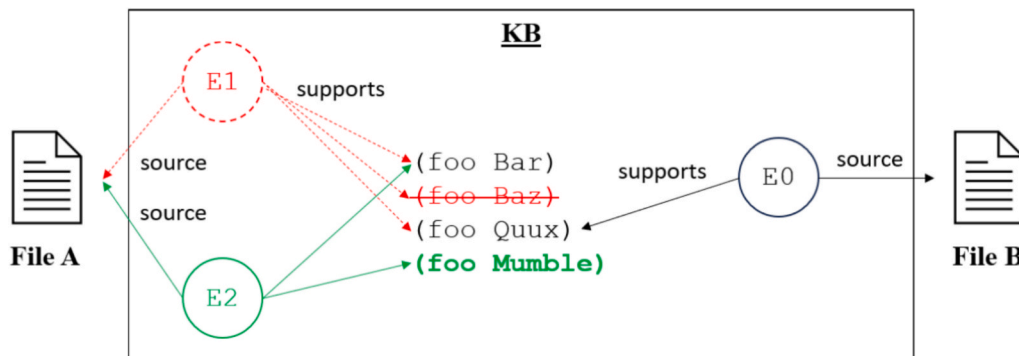 KB
E1
supports
source
(foo Bar)
supports
E0
source
(foo Baz)
source
(foo Quux)
File A
File B
(foo Mumble)
E2